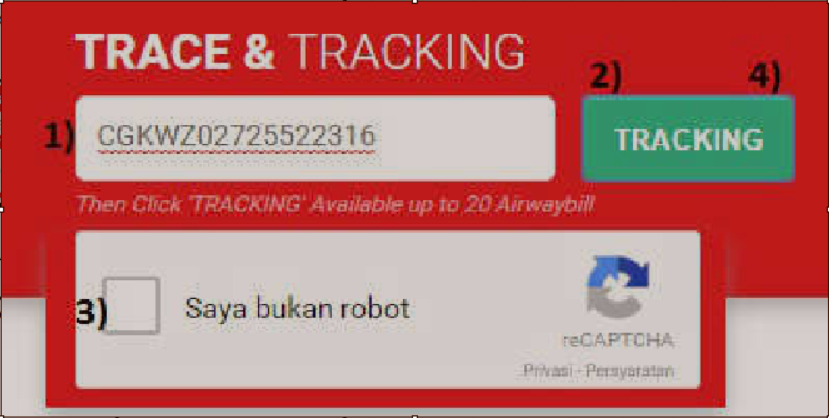 TRACE & TRACKING
2) 4)
1) CGKWZ02725522316 TRACKING
Then Click 'TRACKING' Available up to 20 Airwaybill
3) Saya bukan robot
reCAPTCHA
Privasi - Persyaratan